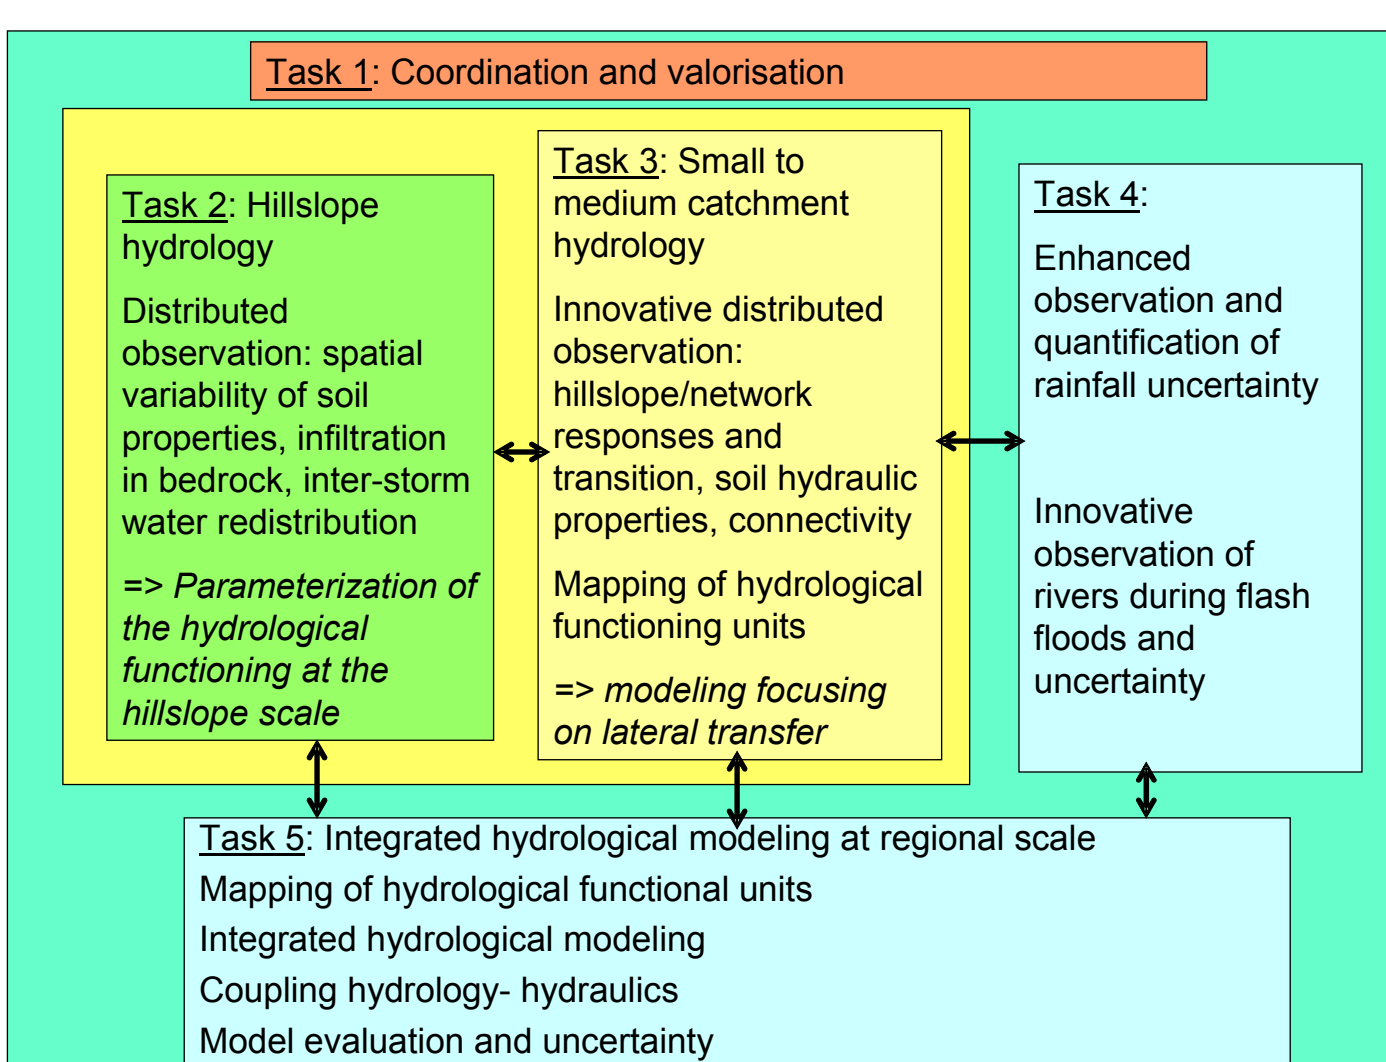 Task 1: Coordination and valorisation
Task 2: Hillslope
hydrology
Distributed
observation: spatial
variability of soil
properties, infiltration
in bedrock, inter-storm
water redistribution
=> Parameterization of
the hydrological
functioning at the
hillslope scale
Task 3: Small to
medium catchment
hydrology
Innovative distributed
observation:
hillslope/network
responses and
transition, soil hydraulic
properties, connectivity
Mapping of hydrological
functioning units
=> modeling focusing
on lateral transfer
Task 4:
Enhanced
observation and
quantification of
rainfall uncertainty
Innovative
observation of
rivers during flash
floods and
uncertainty
Task 5: Integrated hydrological modeling at regional scale
Mapping of hydrological functional units
Integrated hydrological modeling
Coupling hydrology- hydraulics
Model evaluation and uncertainty